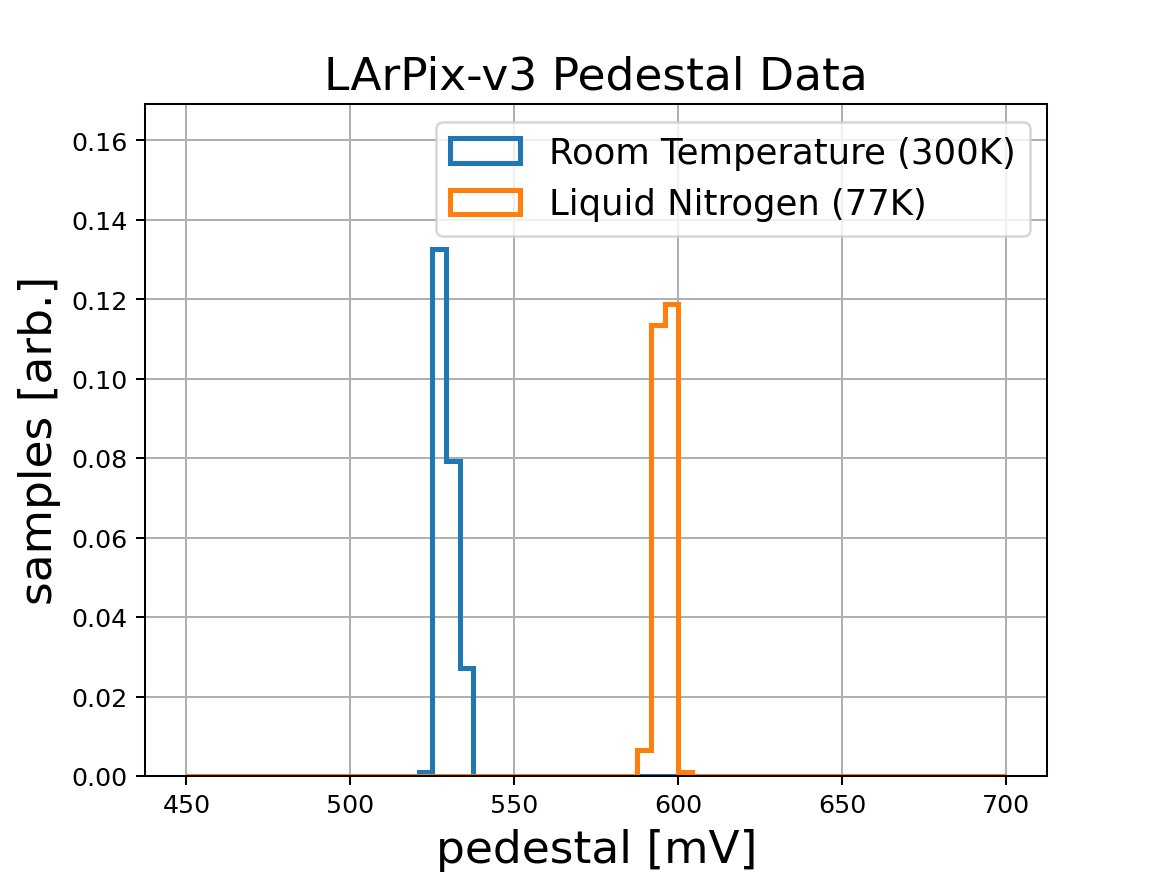 LArPix-v3 Pedestal Data
Room Temperature (300K)
Liquid Nitrogen (77K)
samples [arb.]
0.16
0.14
0.12
0.10
0.08
0.06
0.04
0.02
0.00
450 500 550 600 650 700
pedestal [mV]